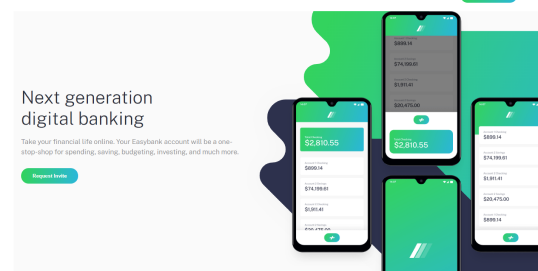 Next generation
digital banking
Take your financial life online. Your Easybank account will be a one-
stop-shop for spending, saving, budgeting, investing, and much more.
Request Invite
$899.14
$74,199.61
$1,911.41
$20,475.00
$2,810.55
$2,810.55
$899.14
$74,199.61
$1,911.41
$899.14
$74,199.61
$1,911.41
$20,475.00
$899.14